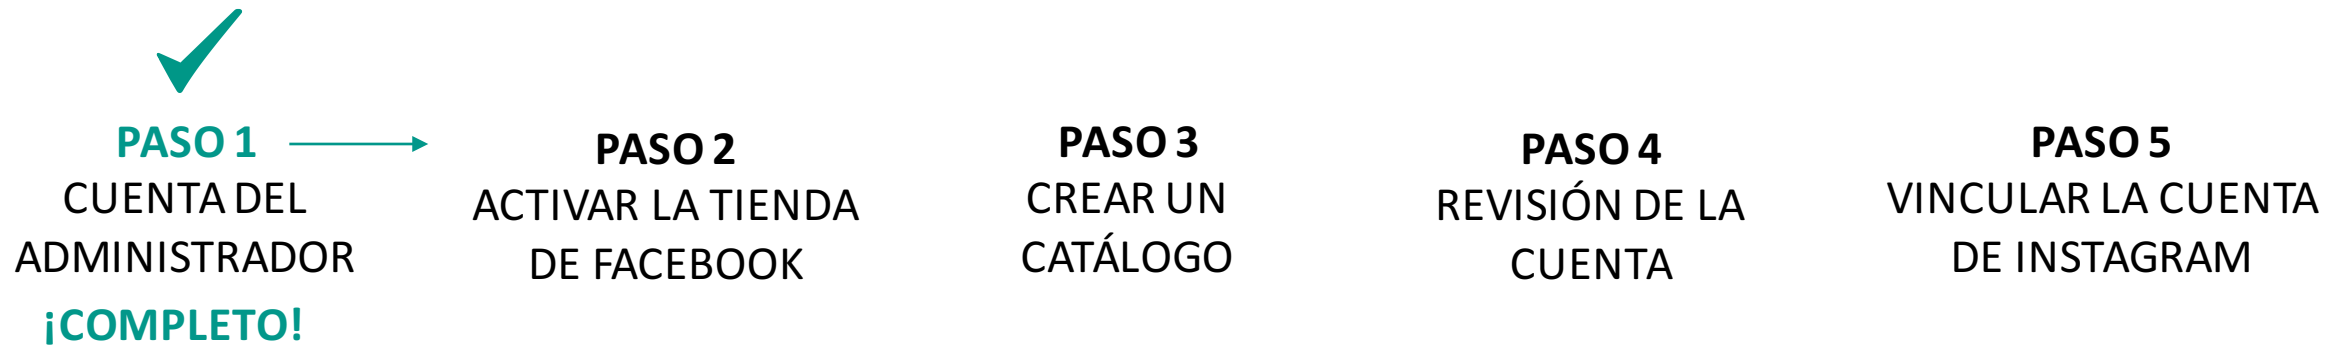 PASO 1
CUENTA DEL
ADMINISTRADOR
¡COMPLETO!
PASO 2
ACTIVAR LA TIENDA
DE FACEBOOK
PASO 3
CREAR UN
CATÁLOGO
PASO 4
REVISIÓN DE LA
CUENTA
PASO 5
VINCULAR LA CUENTA
DE INSTAGRAM